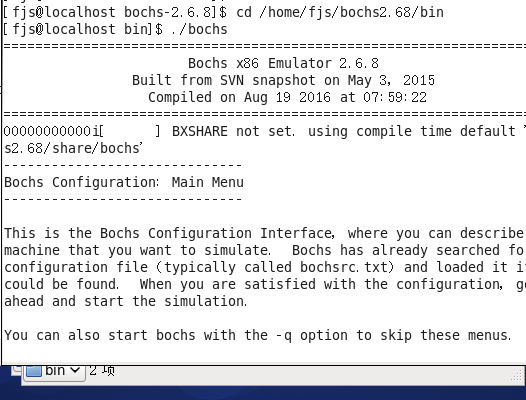 [fjs@localhost bochs-2.6.8]$ cd /home/fjs/bochs2.68/bin
[fjs@localhost bin]$ ./bochs
========================================================================
Bochs x86 Emulator 2.6.8
Built from SVN snapshot on May 3, 2015
Compiled on Aug 19 2016 at 07:59:22
========================================================================
00000000000i[      ] BXSHARE not set. using compile time default '
s2.68/share/bochs'
------------------------------
Bochs Configuration: Main Menu
------------------------------
This is the Bochs Configuration Interface, where you can describe
machine that you want to simulate.  Bochs has already searched fo
configuration file (typically called bochsrc.txt) and loaded it i
could be found.  When you are satisfied with the configuration, g
ahead and start the simulation.
You can also start bochs with the -q option to skip these menus.
bin 2 项